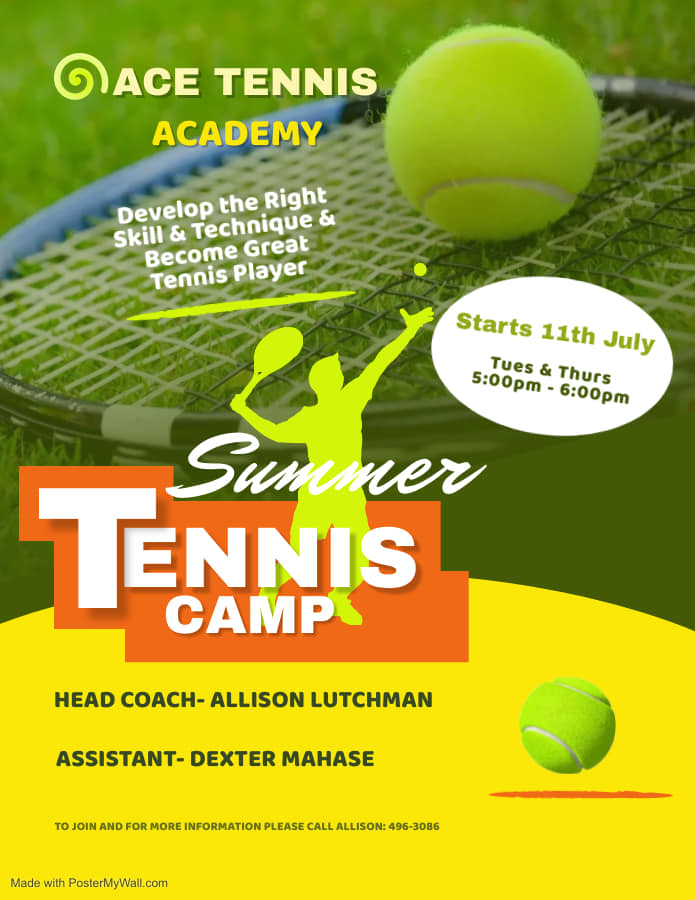 ACE TENNIS
ACADEMY
Develop the Right
Skill & Technique &
Become Great
Tennis Player
Starts 11th July
Tues & Thurs
5:00pm - 6:00pm
Summer
TENNIS
CAMP
HEAD COACH- ALLISON LUTCHMAN
ASSISTANT- DEXTER MAHASE
TO JOIN AND FOR MORE INFORMATION PLEASE CALL ALLISON: 496-3086
Made with PosterMyWall.com